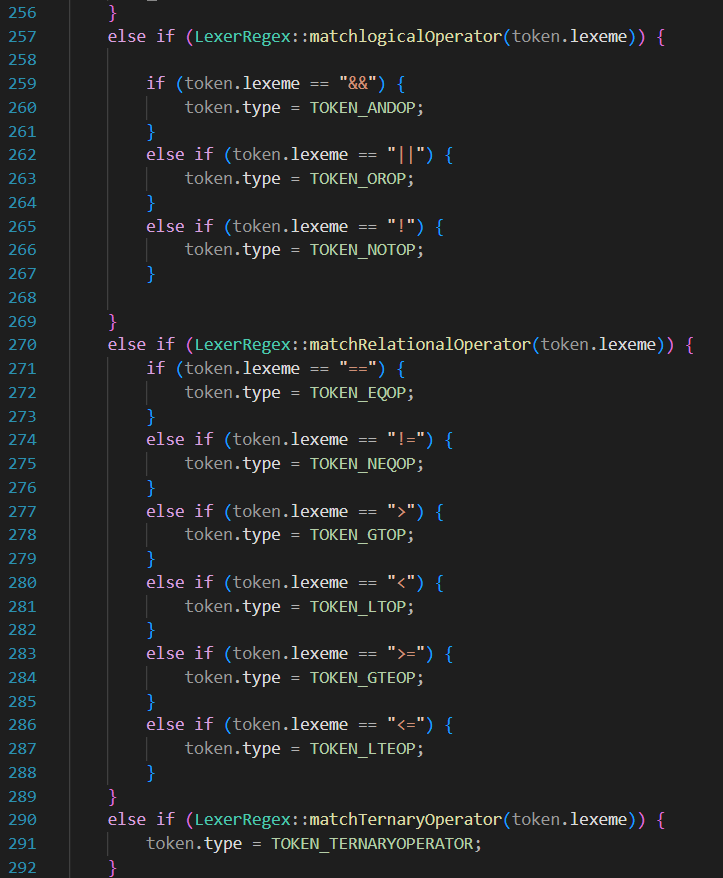 256 }
257 else if (LexerRegex::matchlogicalOperator(token.lexeme)) {
258
259 if (token.lexeme == "&&") {
260 token.type = TOKEN_ANDOP;
261 }
262 else if (token.lexeme == "||") {
263 token.type = TOKEN_OROP;
264 }
265 else if (token.lexeme == "!") {
266 token.type = TOKEN_NOTOP;
267 }
268
269 }
270 else if (LexerRegex::matchRelationalOperator(token.lexeme)) {
271 if (token.lexeme == "==") {
272 token.type = TOKEN_EQOP;
273 }
274 else if (token.lexeme == "!=") {
275 token.type = TOKEN_NEQOP;
276 }
277 else if (token.lexeme == ">") {
278 token.type = TOKEN_GTOP;
279 }
280 else if (token.lexeme == "<") {
281 token.type = TOKEN_LTOP;
282 }
283 else if (token.lexeme == ">=") {
284 token.type = TOKEN_GTEOP;
285 }
286 else if (token.lexeme == "<=") {
287 token.type = TOKEN_LTEOP;
288 }
289 }
290 else if (LexerRegex::matchTernaryOperator(token.lexeme)) {
291 token.type = TOKEN_TERNARYOPERATOR;
292 }